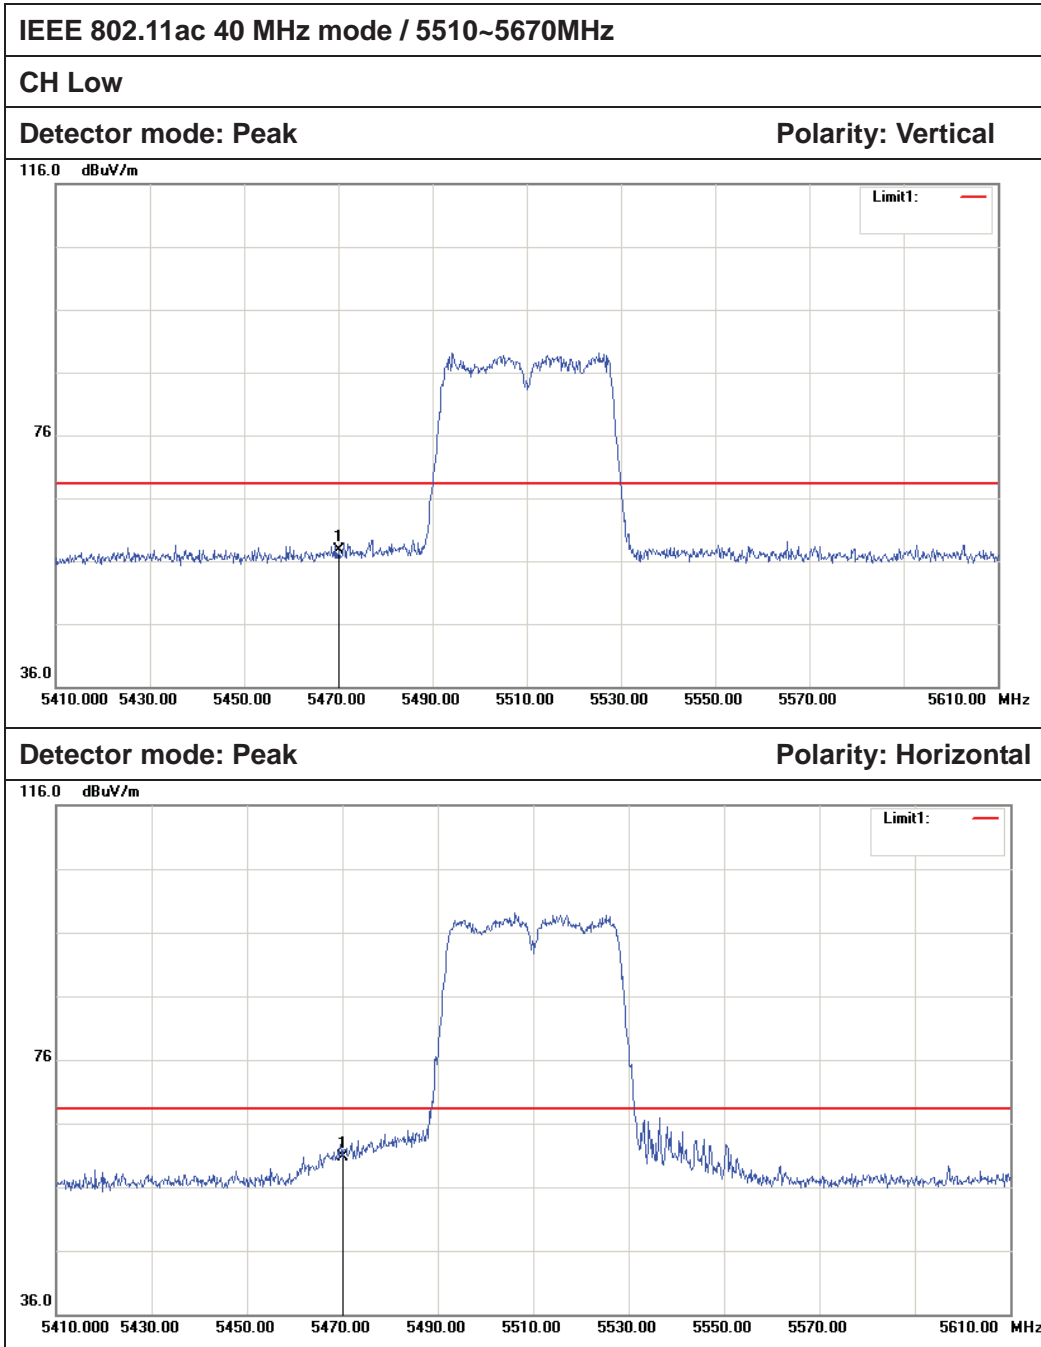 IEEE 802.11ac 40 MHz mode / 5510~5670MHz
CH Low
Detector mode: Peak Polarity: Vertical
116.0 dBuV/m
Limit1:
76
1
36.0
5410.000 5430.00 5450.00 5470.00 5490.00 5510.00 5530.00 5550.00 5570.00 5610.00 MHz
Detector mode: Peak Polarity: Horizontal
116.0 dBuV/m
Limit1:
76
1
36.0
5410.000 5430.00 5450.00 5470.00 5490.00 5510.00 5530.00 5550.00 5570.00 5610.00 MHz